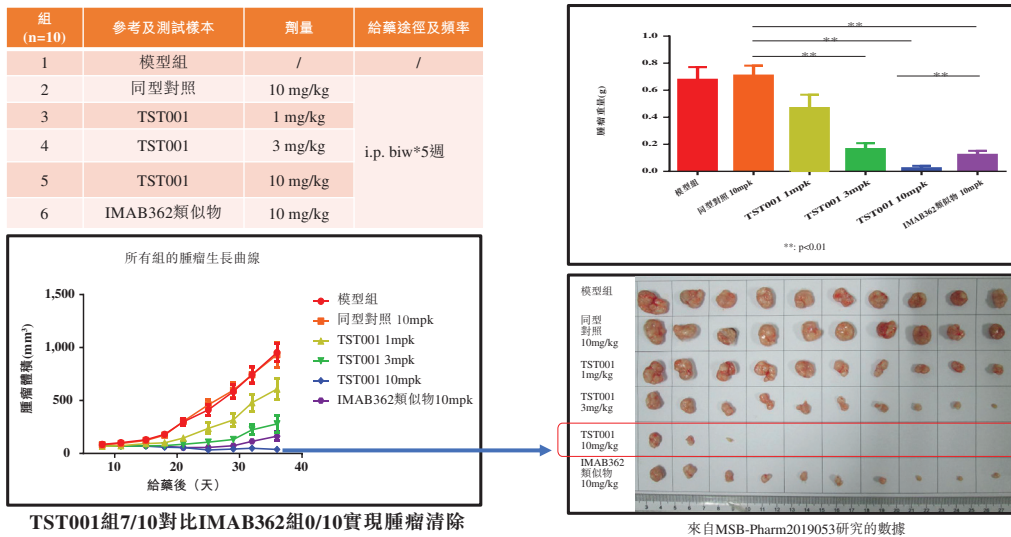 組
(n=10)
參考及測試樣本
劑量
給藥途徑及頻率
1
模型組
/
/
2
同型對照
10 mg/kg
i.p. biw*5週
3
TST001
1 mg/kg
4
TST001
3 mg/kg
5
TST001
10 mg/kg
6
IMAB362類似物
10 mg/kg
所有組的腫瘤生長曲線
腫瘤體積(mm³)
1,500
1,000
500
0
10
20
30
40
給藥後（天）
模型組
同型對照 10mpk
TST001 1mpk
TST001 3mpk
TST001 10mpk
IMAB362類似物10mpk
TST001組7/10對比IMAB362組0/10實現腫瘤清除
**
**
**
**
腫瘤重量(g)
1.0
0.8
0.6
0.4
0.2
0.0
模型組
同型對照 10mpk
TST001 1mpk
TST001 3mpk
TST001 10mpk
IMAB362類似物 10mpk
**: p<0.01
模型組
同型
對照
10mg/kg
TST001
1mg/kg
TST001
3mg/kg
TST001
10mg/kg
IMAB362
類似物
10mg/kg
來自MSB-Pharm2019053研究的數據